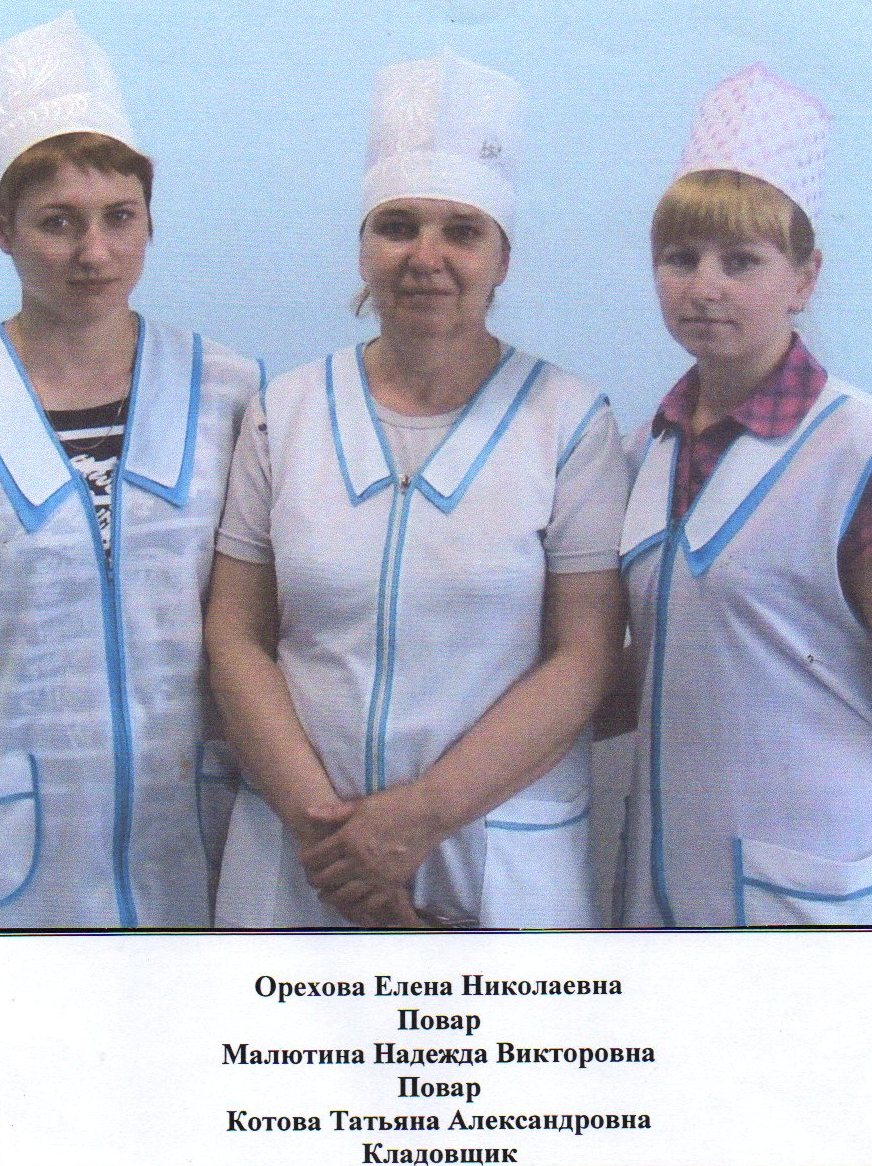 Орехова Елена Николаевна
Повар
Малютина Надежда Викторовна
Повар
Котова Татьяна Александровна
Кладовщик